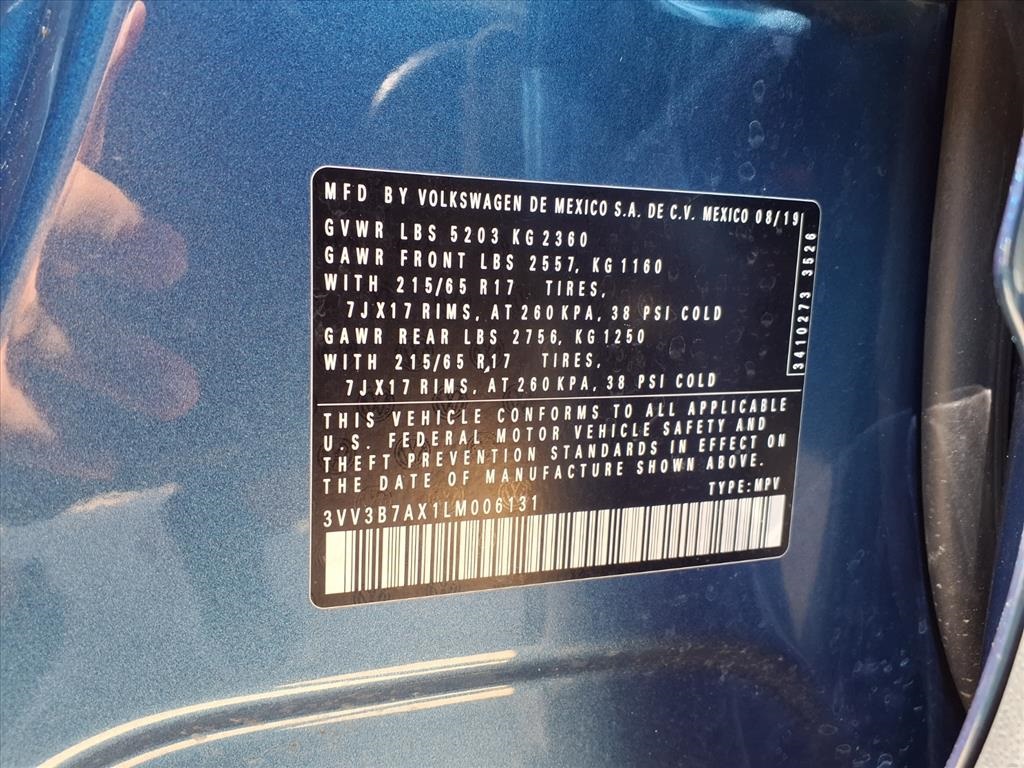 MFD BY VOLKSWAGEN DE MEXICO S.A. DE C.V. MEXICO 08/19
GVWR LBS 5203 KG 2360
GAWR FRONT LBS 2557, KG 1160
WITH 215/65 R17 TIRES,
7JX17 RIMS, AT 260 KPA, 38 PSI COLD
GAWR REAR LBS 2756, KG 1250
WITH 215/65 R17 TIRES,
7JX17 RIMS, AT 260 KPA, 38 PSI COLD
3410273 3526
THIS VEHICLE CONFORMS TO ALL APPLICABLE
U.S. FEDERAL MOTOR VEHICLE SAFETY AND
THEFT PREVENTION STANDARDS IN EFFECT ON
THE DATE OF MANUFACTURE SHOWN ABOVE.
TYPE: MPV
3VV3B7AX1LM006131